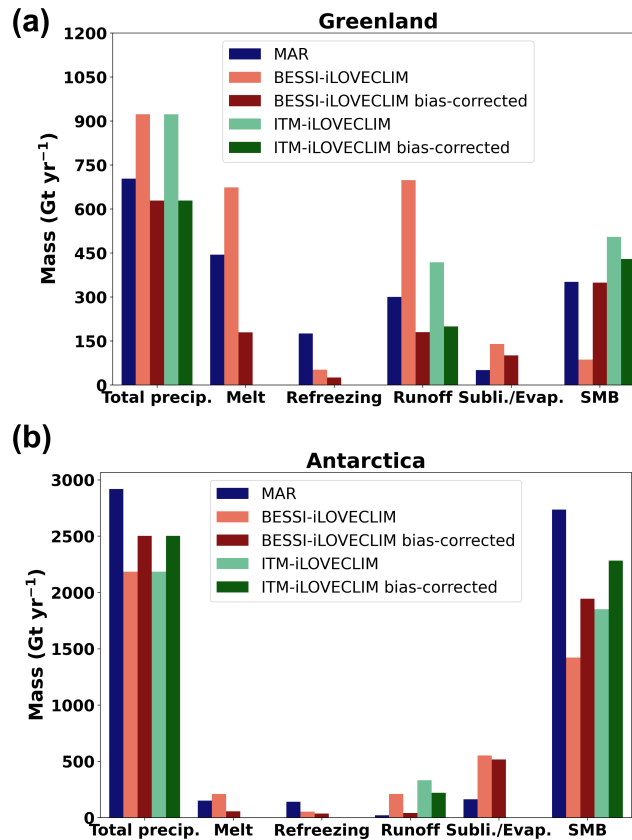 (a)
Greenland
1200
1050
900
750
600
450
300
150
0
Mass (Gt yr⁻¹)
MAR
BESSI-iLOVECLIM
BESSI-iLOVECLIM bias-corrected
ITM-iLOVECLIM
ITM-iLOVECLIM bias-corrected
Total precip. Melt Refreezing Runoff Subli./Evap. SMB
(b)
Antarctica
3000
2500
2000
1500
1000
500
0
Mass (Gt yr⁻¹)
MAR
BESSI-iLOVECLIM
BESSI-iLOVECLIM bias-corrected
ITM-iLOVECLIM
ITM-iLOVECLIM bias-corrected
Total precip. Melt Refreezing Runoff Subli./Evap. SMB